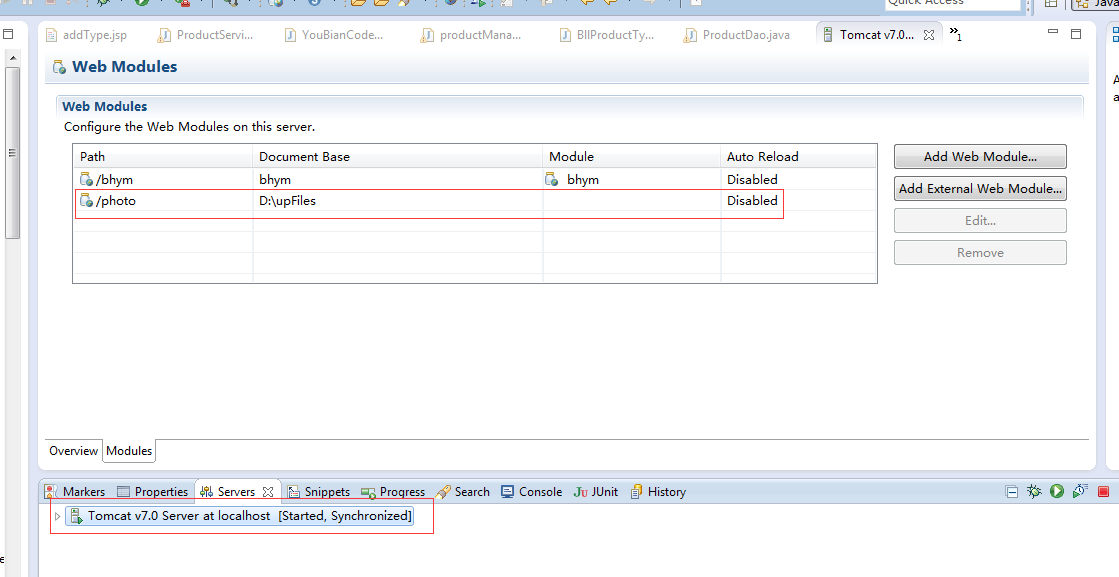 Quick Access
Java
addType.jsp ProductServi... YouBianCode... productMana... BllProductTy... ProductDao.java Tomcat v7.0... »1
Web Modules
Web Modules
Configure the Web Modules on this server.
Path Document Base Module Auto Reload
/bhym bhym bhym Disabled
/photo D:\upFiles Disabled
Add Web Module...
Add External Web Module...
Edit...
Remove
Overview Modules
Markers Properties Servers Snippets Progress Search Console JUnit History
Tomcat v7.0 Server at localhost [Started, Synchronized]